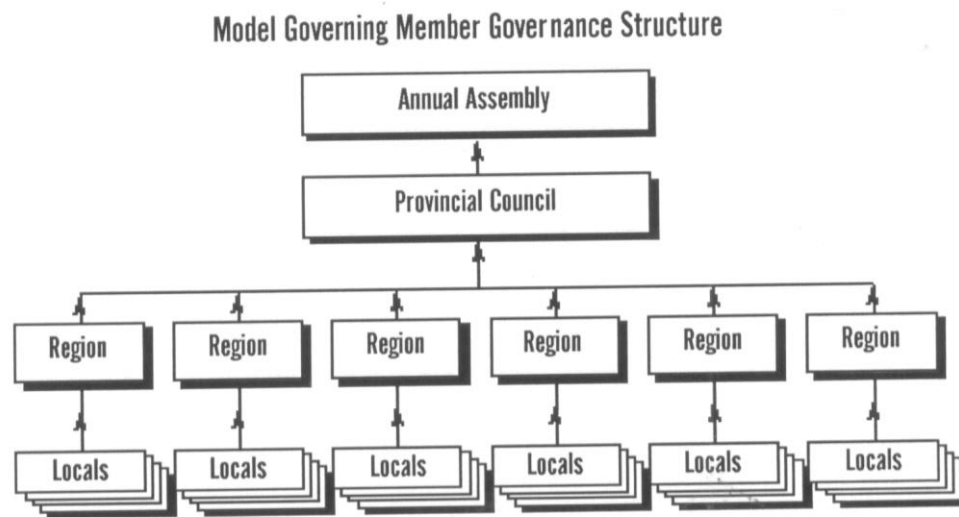 Model Governing Member Governance Structure
Annual Assembly
Provincial Council
Region Region Region Region Region Region
Locals Locals Locals Locals Locals Locals